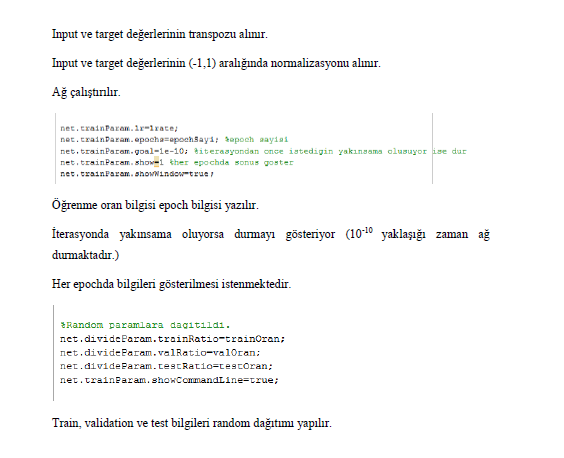 Input ve target değerlerinin transpozu alınır.
Input ve target değerlerinin (-1,1) aralığında normalizasyonu alınır.
Ağ çalıştırılır.
net.trainParam.lr=lrate;
net.trainParam.epochs=epochSayi; %epoch sayisi
net.trainParam.goal=1e-10; %iterasyondan once istedigin yakinsama olusuyor ise dur
net.trainParam.show=1 %her epochda sonus goster
net.trainParam.showWindow=true;
Öğrenme oran bilgisi epoch bilgisi yazılır.
İterasyonda yakınsama oluyorsa durmayı gösteriyor (10⁻¹⁰ yaklaşığı zaman ağ
durmaktadır.)
Her epochda bilgileri gösterilmesi istenmektedir.
%Random paramlara dagitildi.
net.divideParam.trainRatio=trainOran;
net.divideParam.valRatio=valOran;
net.divideParam.testRatio=testOran;
net.trainParam.showCommandLine=true;
Train, validation ve test bilgileri random dağıtımı yapılır.